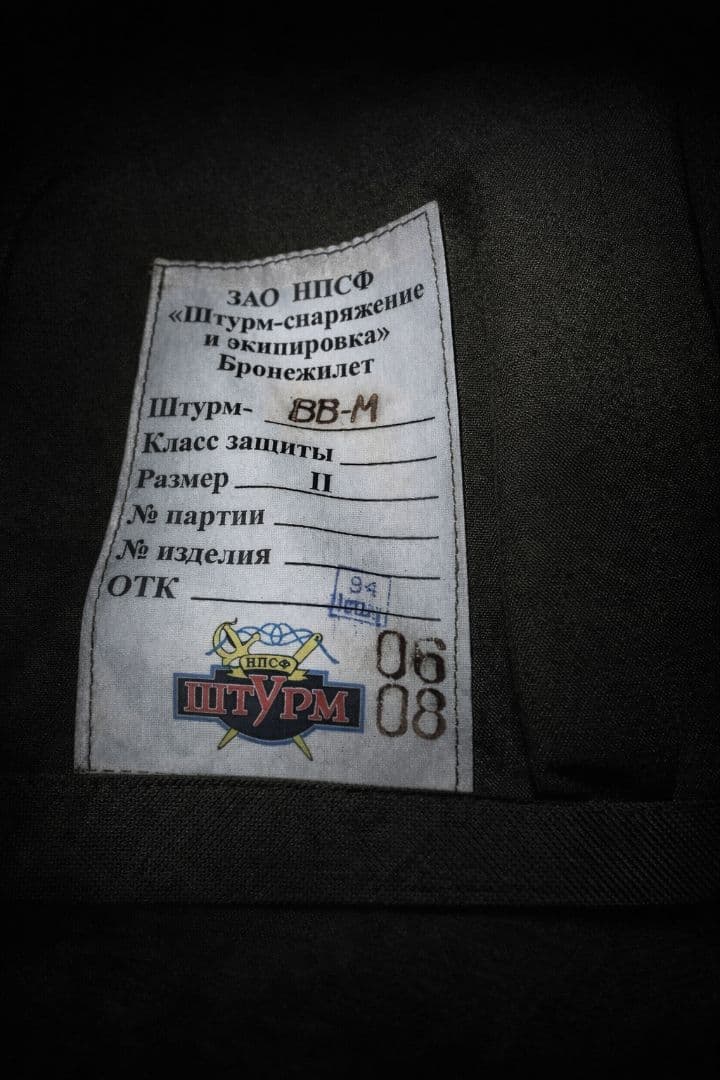 ЗАО НПСФ
«Штурм-снаряжение
и экипировка»
Бронежилет
Штурм- ВВ-М
Класс защиты
Размер II
№ партии
№ изделия
ОТК
94
НПСФ
ШТУРМ
06
08